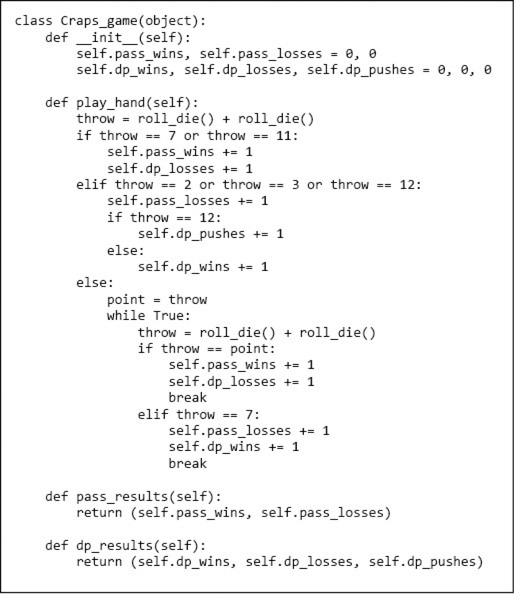 class Craps_game(object):
    def __init__(self):
        self.pass_wins, self.pass_losses = 0, 0
        self.dp_wins, self.dp_losses, self.dp_pushes = 0, 0, 0

    def play_hand(self):
        throw = roll_die() + roll_die()
        if throw == 7 or throw == 11:
            self.pass_wins += 1
            self.dp_losses += 1
        elif throw == 2 or throw == 3 or throw == 12:
            self.pass_losses += 1
            if throw == 12:
                self.dp_pushes += 1
            else:
                self.dp_wins += 1
        else:
            point = throw
            while True:
                throw = roll_die() + roll_die()
                if throw == point:
                    self.pass_wins += 1
                    self.dp_losses += 1
                    break
                elif throw == 7:
                    self.pass_losses += 1
                    self.dp_wins += 1
                    break

    def pass_results(self):
        return (self.pass_wins, self.pass_losses)

    def dp_results(self):
        return (self.dp_wins, self.dp_losses, self.dp_pushes)